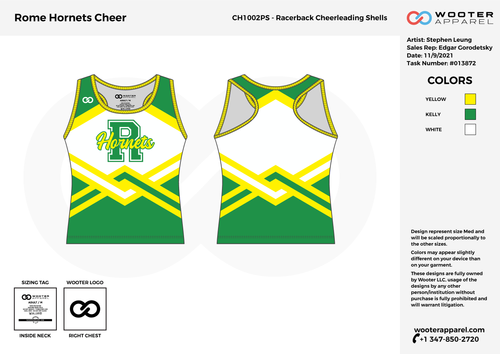 Rome Hornets Cheer
CH1002PS - Racerback Cheerleading Shells
WOOTER
APPAREL
Artist: Stephen Leung
Sales Rep: Edgar Gorodetsky
Date: 11/9/2021
Task Number: #013872
COLORS
YELLOW
KELLY
WHITE
WOOTER
ADULT / M
R
Hornets
Design represent size Med and
will be scaled proportionally to
the other sizes.
Colors may appear slightly
different on your device than
on your garment.
These designs are fully owned
by Wooter LLC, usage of the
designs by any other
person/institution without
purchase is fully prohibited and
will warrant litigation.
SIZING TAG
WOOTER LOGO
WOOTER
ADULT / M
INSIDE NECK
RIGHT CHEST
wooterapparel.com
+1 347-850-2720